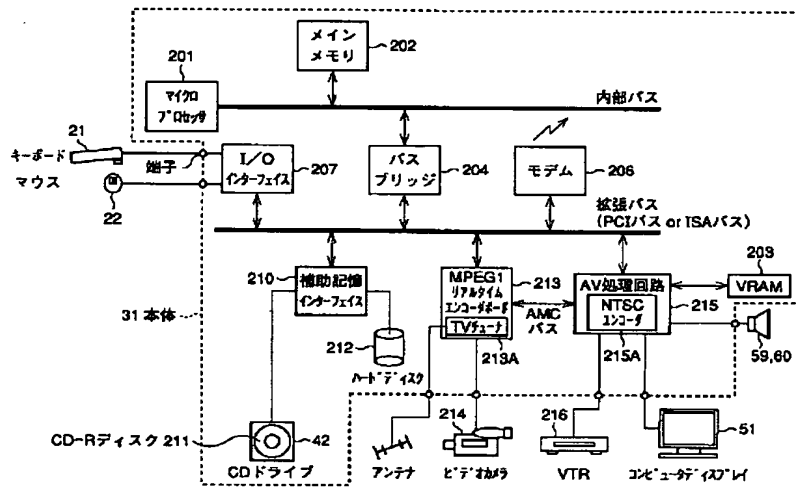 メイン
メモリ
202
201
マイクロ
プロセッサ
内部バス
21
キーボード
端子
I/O
インターフェイス
207
バス
ブリッジ
204
モデム
206
マウス
22
拡張バス
(PCIバス or ISAバス)
210
補助記憶
インターフェイス
MPEG1
リアルタイム
エンコーダボード
TVチューナ
213
213A
AMC
バス
AV処理回路
NTSC
エンコーダ
215
215A
203
VRAM
31 本体
212
ハードディスク
59,60
CD-Rディスク 211
42
CDドライブ
アンテナ
214
ビデオカメラ
216
VTR
51
コンピュータディスプレイ